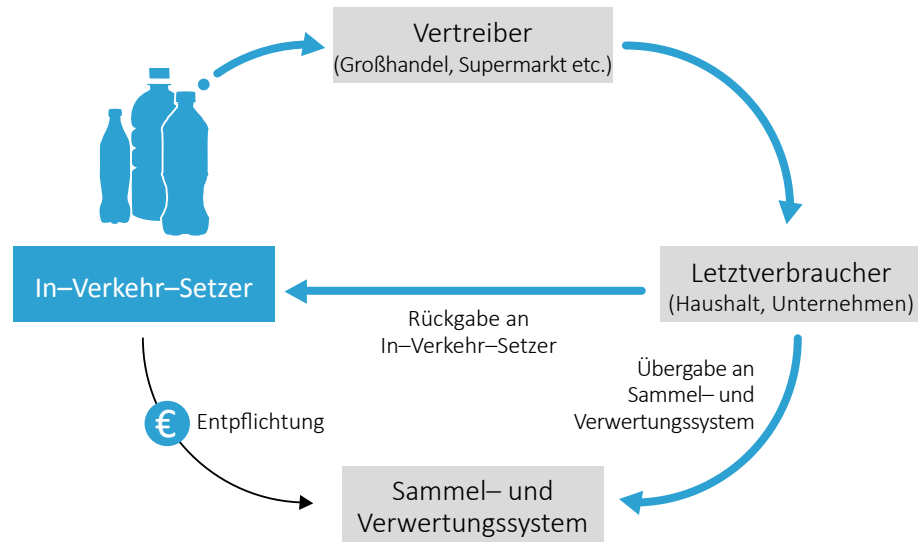 Vertreiber
(Großhandel, Supermarkt etc.)
In–Verkehr–Setzer
Letztverbraucher
(Haushalt, Unternehmen)
Rückgabe an
In–Verkehr–Setzer
Übergabe an
Sammel– und
Verwertungssystem
€
Entpflichtung
Sammel– und
Verwertungssystem